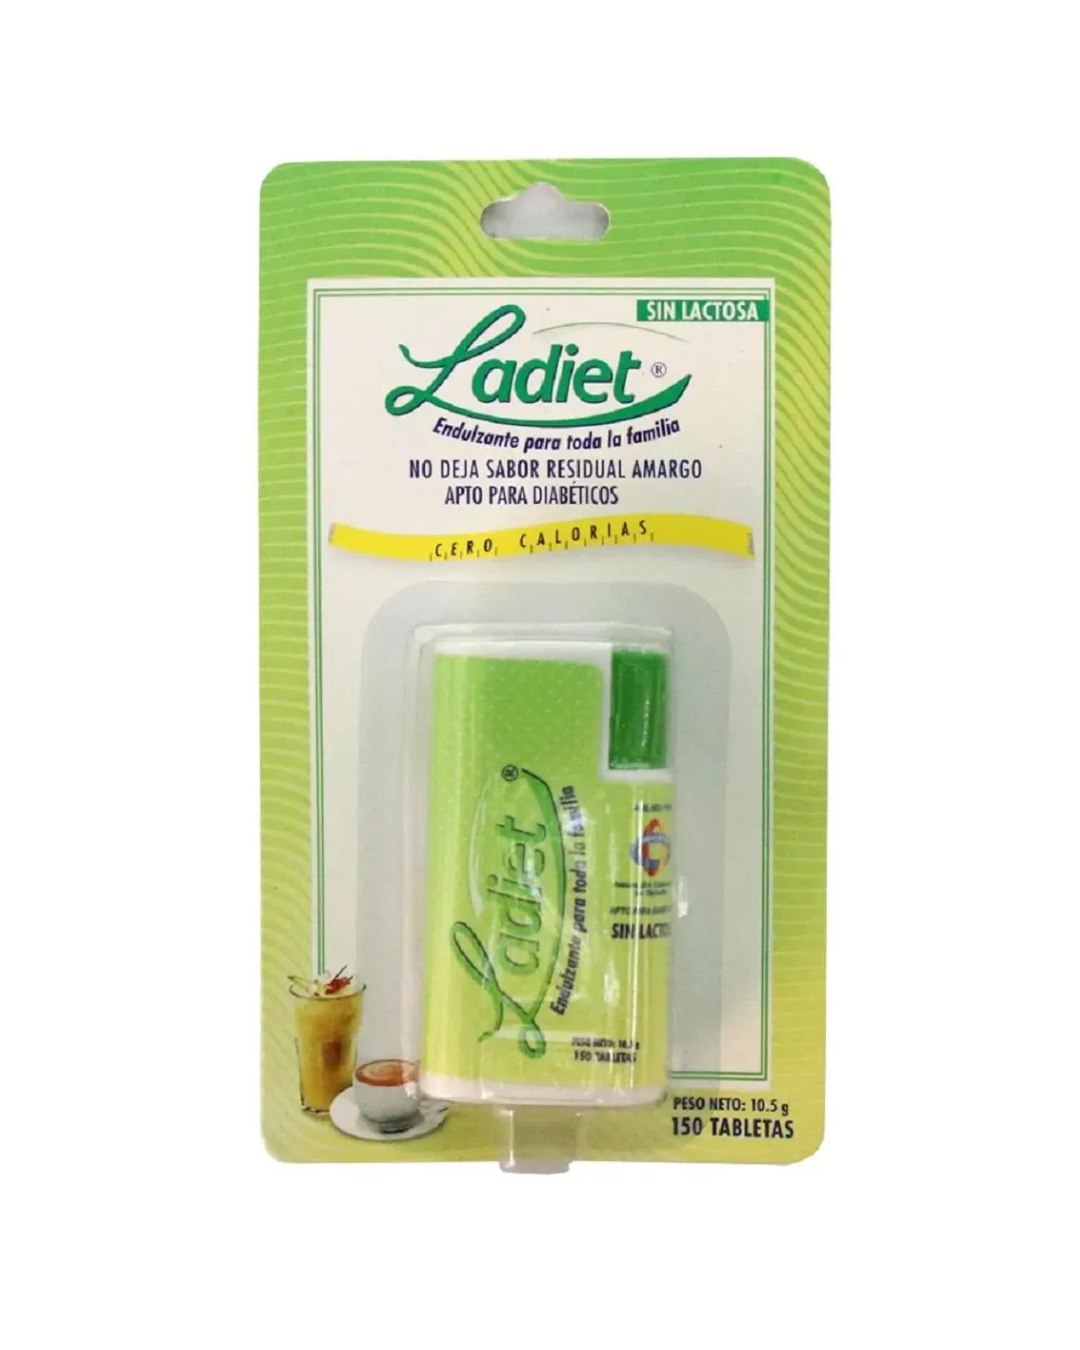 SIN LACTOSA
Ladiet ®
Endulzante para toda la familia
NO DEJA SABOR RESIDUAL AMARGO
APTO PARA DIABÉTICOS
CERO CALORIAS
Ladiet ®
Endulzante para toda la familia
SIN LACTOS
150 TABLETAS
PESO NETO: 10.5 g
150 TABLETAS